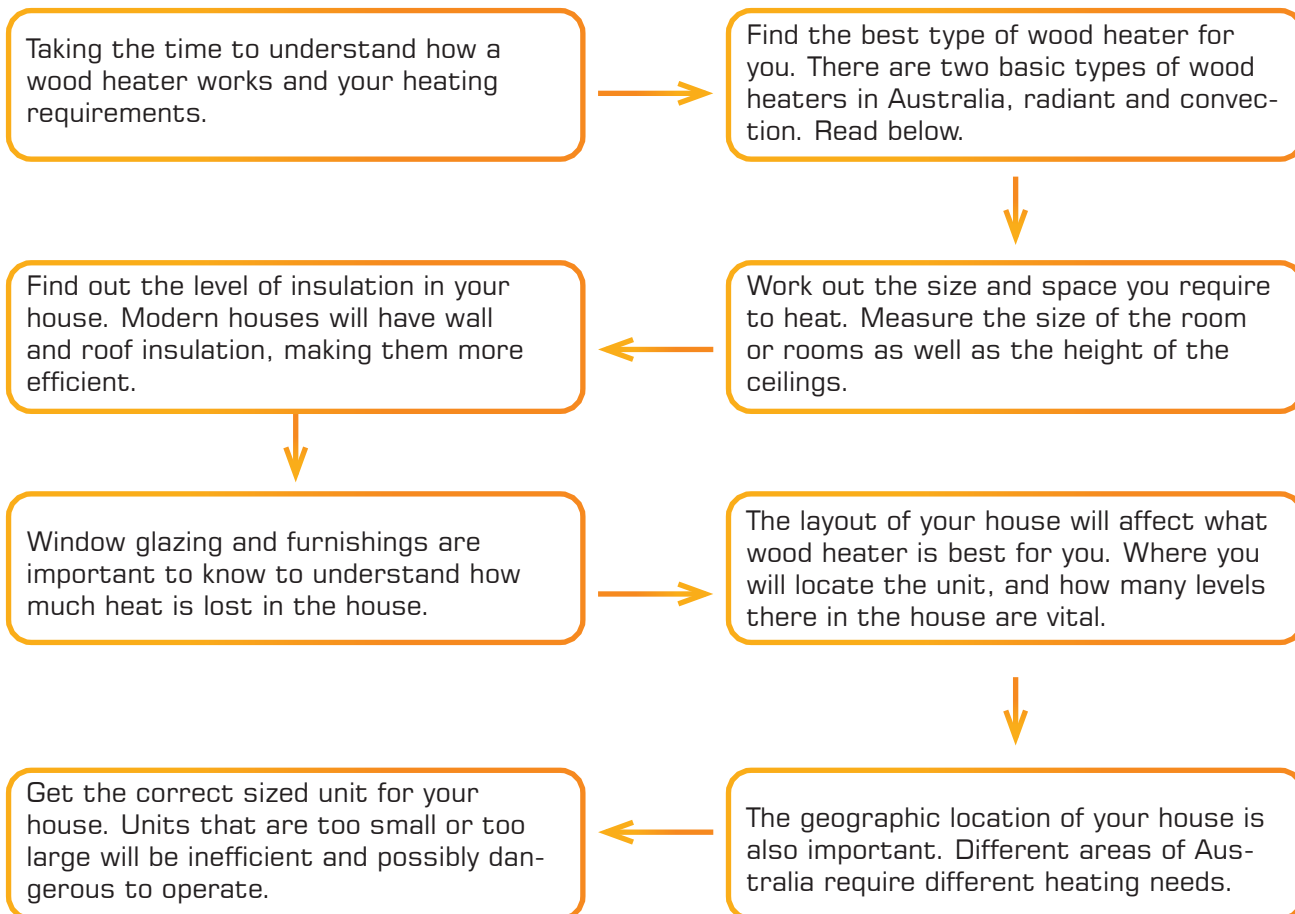 Taking the time to understand how a
wood heater works and your heating
requirements.
Find the best type of wood heater for
you. There are two basic types of wood
heaters in Australia, radiant and convec-
tion. Read below.
Work out the size and space you require
to heat. Measure the size of the room
or rooms as well as the height of the
ceilings.
Find out the level of insulation in your
house. Modern houses will have wall
and roof insulation, making them more
efficient.
Window glazing and furnishings are
important to know to understand how
much heat is lost in the house.
The layout of your house will affect what
wood heater is best for you. Where you
will locate the unit, and how many levels
there in the house are vital.
The geographic location of your house is
also important. Different areas of Aus-
tralia require different heating needs.
Get the correct sized unit for your
house. Units that are too small or too
large will be inefficient and possibly dan-
gerous to operate.